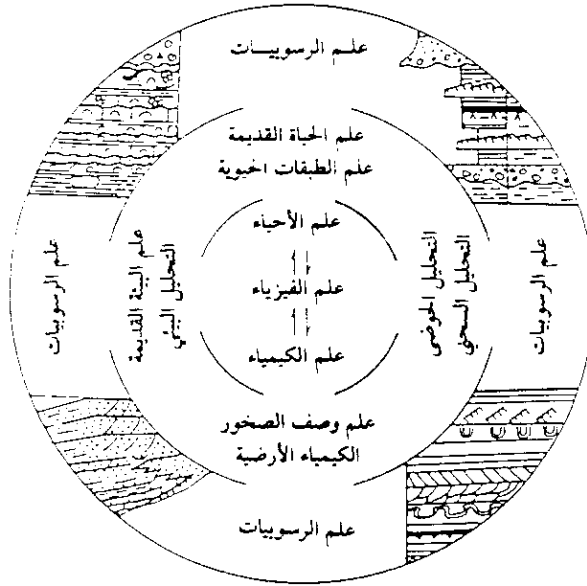 علم الرسوبيات
علم الحياة القديمة
علم الطبقات الحيوية
علم الأحياء
علم الفيزياء
علم الكيمياء
علم الرسوبيات
علم البيئة القديمة
التحليل البيئي
التحليل الحوضي
التحليل السحني
علم الرسوبيات
علم وصف الصخور
الكيمياء الأرضية
علم الرسوبيات